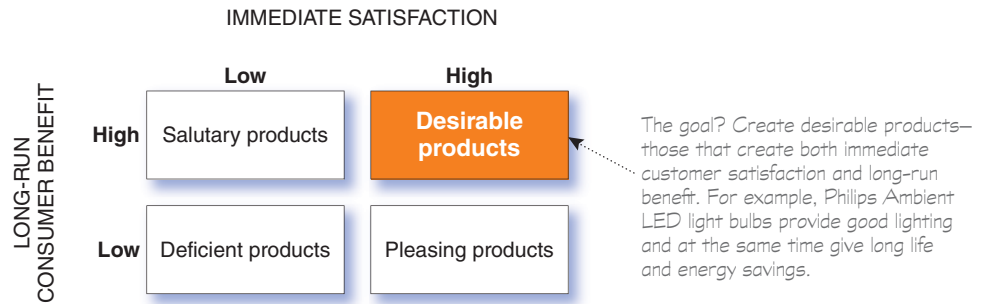 IMMEDIATE SATISFACTION
Low High
LONG-RUN
CONSUMER BENEFIT
High Salutary products Desirable
products
Low Deficient products Pleasing products
The goal? Create desirable products—
those that create both immediate
customer satisfaction and long-run
benefit. For example, Philips Ambient
LED light bulbs provide good lighting
and at the same time give long life
and energy savings.